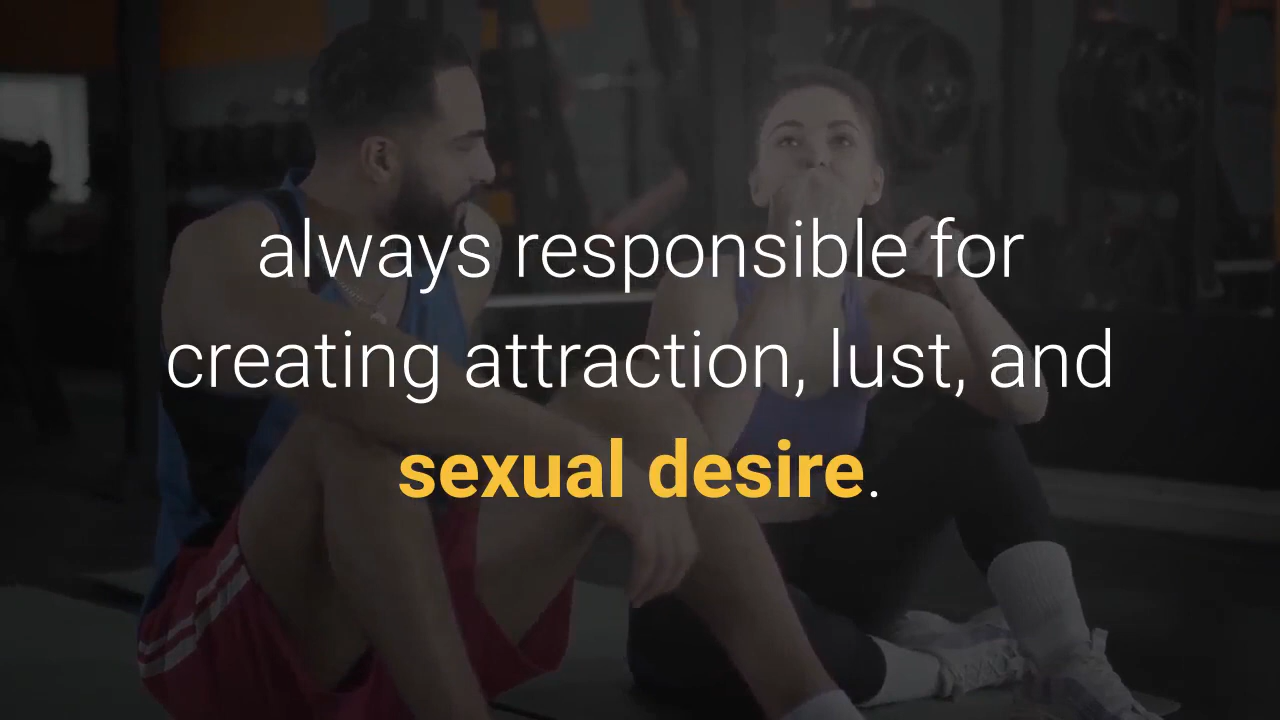 always responsible for
creating attraction, lust, and
sexual desire.